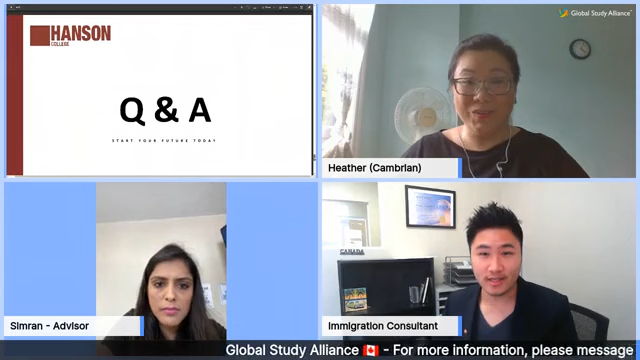 HANSON
COLLEGE
Q & A
START YOUR FUTURE TODAY
Global Study Alliance
Heather (Cambrian)
CANADA
Simran - Advisor
Immigration Consultant
Global Study Alliance 🇨🇦 - For more information, please message